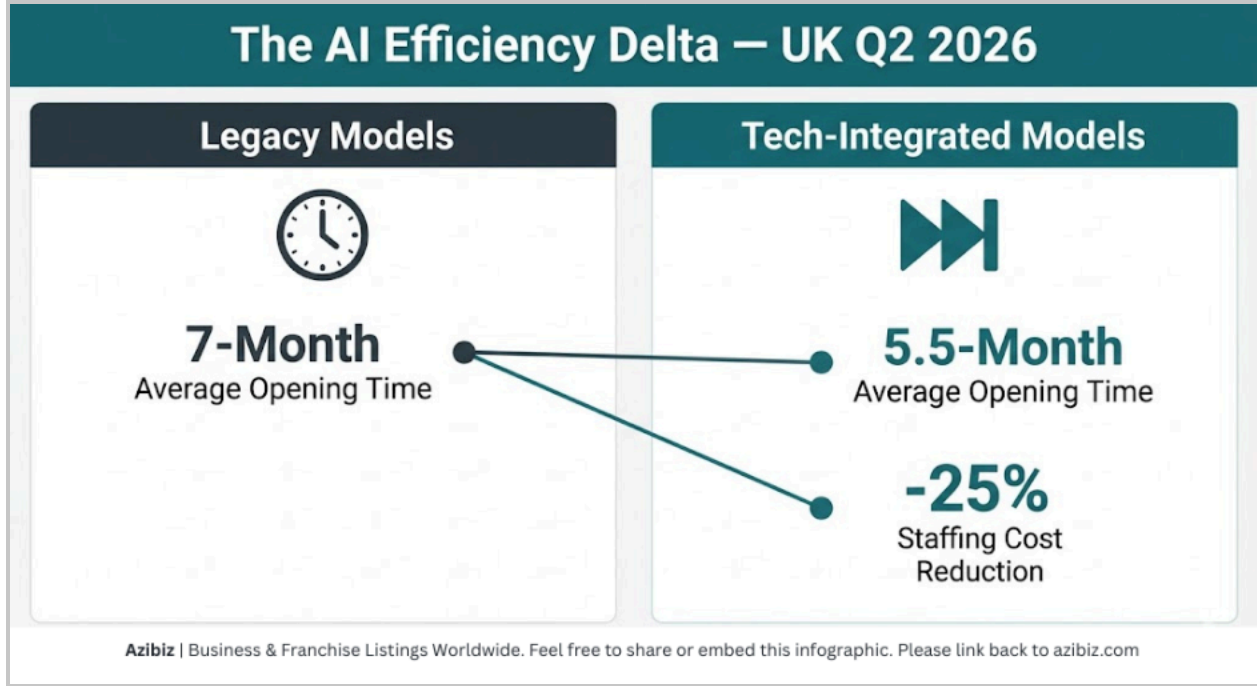 The AI Efficiency Delta — UK Q2 2026
Legacy Models
7-Month
Average Opening Time
Tech-Integrated Models
5.5-Month
Average Opening Time
-25%
Staffing Cost
Reduction
Azibiz | Business & Franchise Listings Worldwide. Feel free to share or embed this infographic. Please link back to azibiz.com